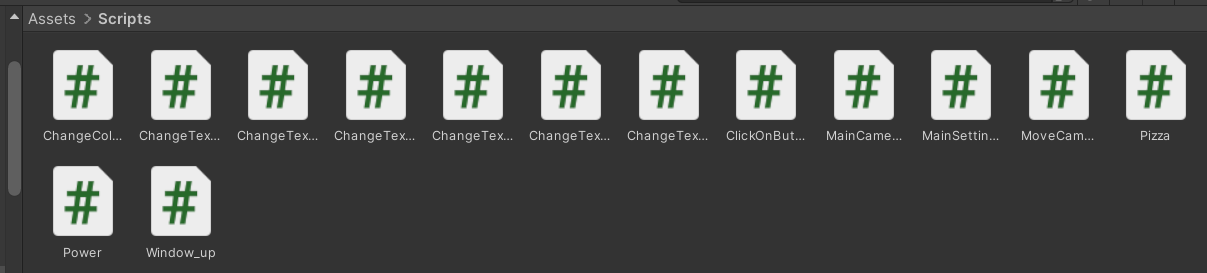 Assets > Scripts
ChangeCol... ChangeTex... ChangeTex... ChangeTex... ChangeTex... ChangeTex... ChangeTex... ClickOnBut... MainCame... MainSettin... MoveCam... Pizza
Power Window_up